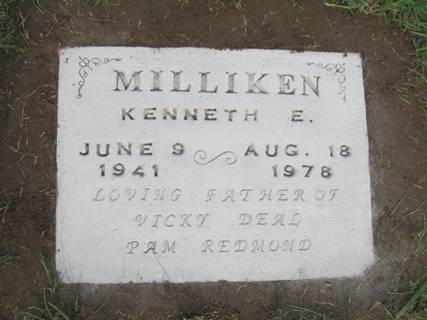 MILLIKEN
KENNETH E.
JUNE 9 AUG. 18
1941 1978
LOVING FATHER OF
VICKY DEAL
PAM REDMOND